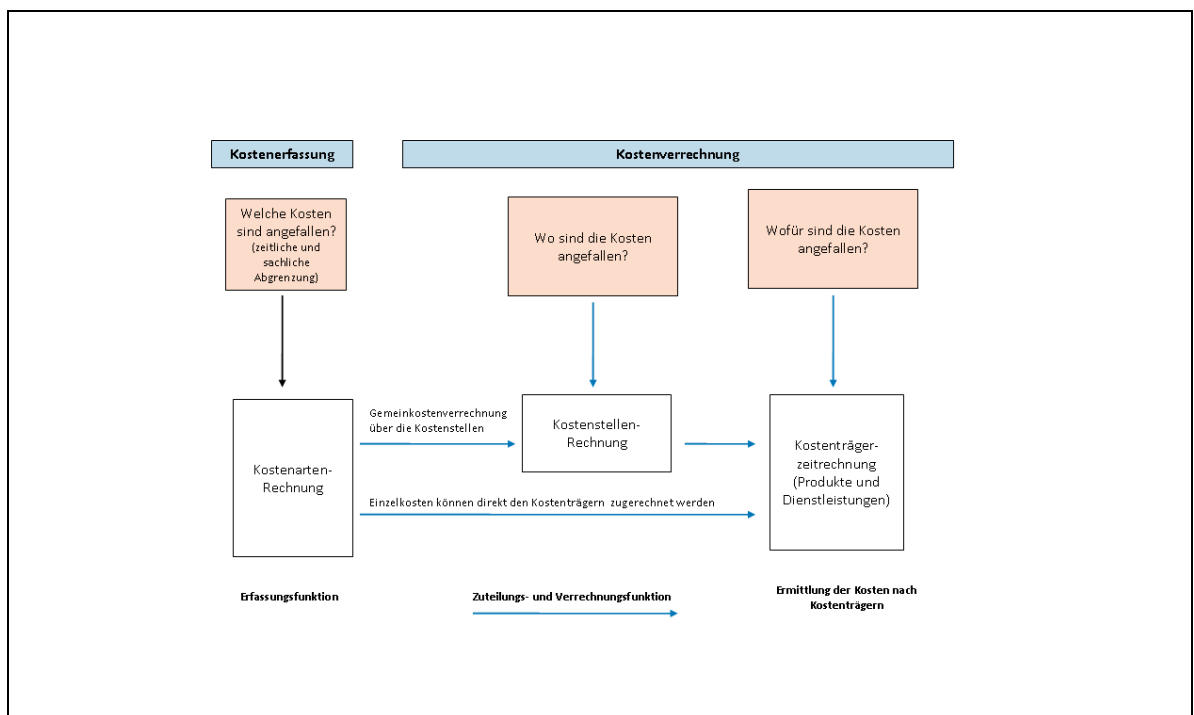 Kostenerfassung
Kostenverrechnung
Welche Kosten
sind angefallen?
(zeitliche und
sachliche
Abgrenzung)
Wo sind die Kosten
angefallen?
Wofür sind die Kosten
angefallen?
Kostenarten-
Rechnung
Gemeinkostenverrechnung
über die Kostenstellen
Kostenstellen-
Rechnung
Einzelkosten können direkt den Kostenträgern zugerechnet werden
Kostenträger-
zeitrechnung
(Produkte und
Dienstleistungen)
Erfassungsfunktion
Zuteilungs- und Verrechnungsfunktion
Ermittlung der Kosten nach
Kostenträgern